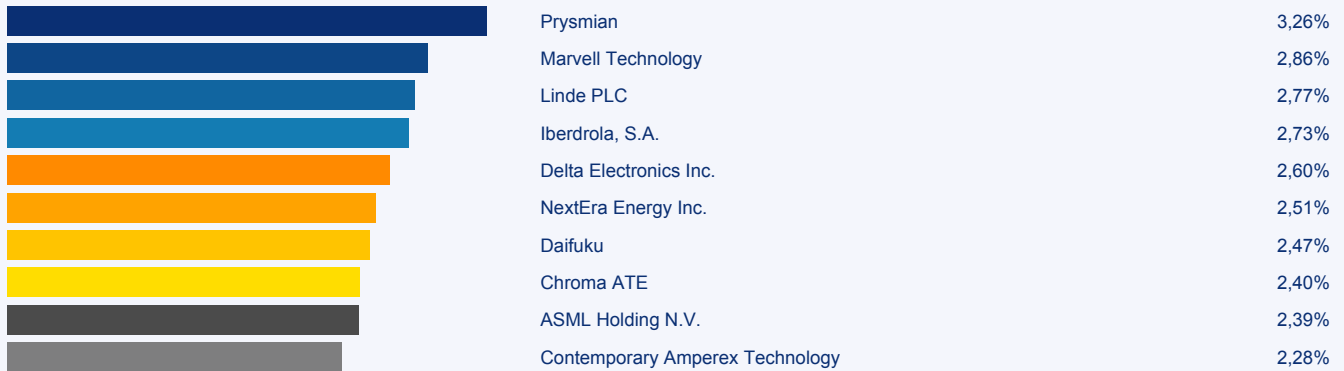 Prysmian 3,26%
Marvell Technology 2,86%
Linde PLC 2,77%
Iberdrola, S.A. 2,73%
Delta Electronics Inc. 2,60%
NextEra Energy Inc. 2,51%
Daifuku 2,47%
Chroma ATE 2,40%
ASML Holding N.V. 2,39%
Contemporary Amperex Technology 2,28%